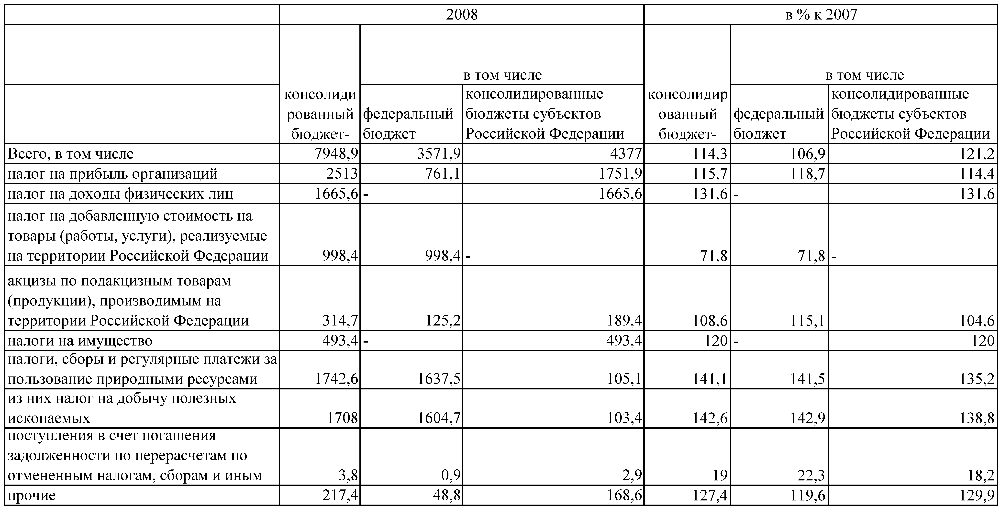 2008 в % к 2007
в том числе в том числе
консолиди рованный бюджет- федеральный бюджет консолидированные бюджеты субъектов Российской Федерации консолидир ованный бюджет- федеральный бюджет консолидированные бюджеты субъектов Российской Федерации
Всего, в том числе 7948,9 3571,9 4377 114,3 106,9 121,2
налог на прибыль организаций 2513 761,1 1751,9 115,7 118,7 114,4
налог на доходы физических лиц 1665,6 - 1665,6 131,6 - 131,6
налог на добавленную стоимость на
товары (работы, услуги), реализуемые
на территории Российской Федерации 998,4 998,4 - 71,8 71,8 -
акцизы по подакцизным товарам
(продукции), производимым на
территории Российской Федерации 314,7 125,2 189,4 108,6 115,1 104,6
налоги на имущество 493,4 - 493,4 120 - 120
налоги, сборы и регулярные платежи за
пользование природными ресурсами 1742,6 1637,5 105,1 141,1 141,5 135,2
из них налог на добычу полезных
ископаемых 1708 1604,7 103,4 142,6 142,9 138,8
поступления в счет погашения
задолженности по перерасчетам по
отмененным налогам, сборам и иным 3,8 0,9 2,9 19 22,3 18,2
прочие 217,4 48,8 168,6 127,4 119,6 129,9